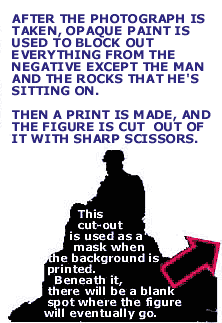 AFTER THE PHOTOGRAPH IS
TAKEN, OPAQUE PAINT IS
USED TO BLOCK OUT
EVERYTHING FROM THE
NEGATIVE EXCEPT THE MAN
AND THE ROCKS THAT HE'S
SITTING ON.
THEN A PRINT IS MADE, AND
THE FIGURE IS CUT OUT OF
IT WITH SHARP SCISSORS.
This
cut-out
is used as a
mask when
the background is
printed.
Beneath it,
there will be a blank
spot where the figure
will eventually go.